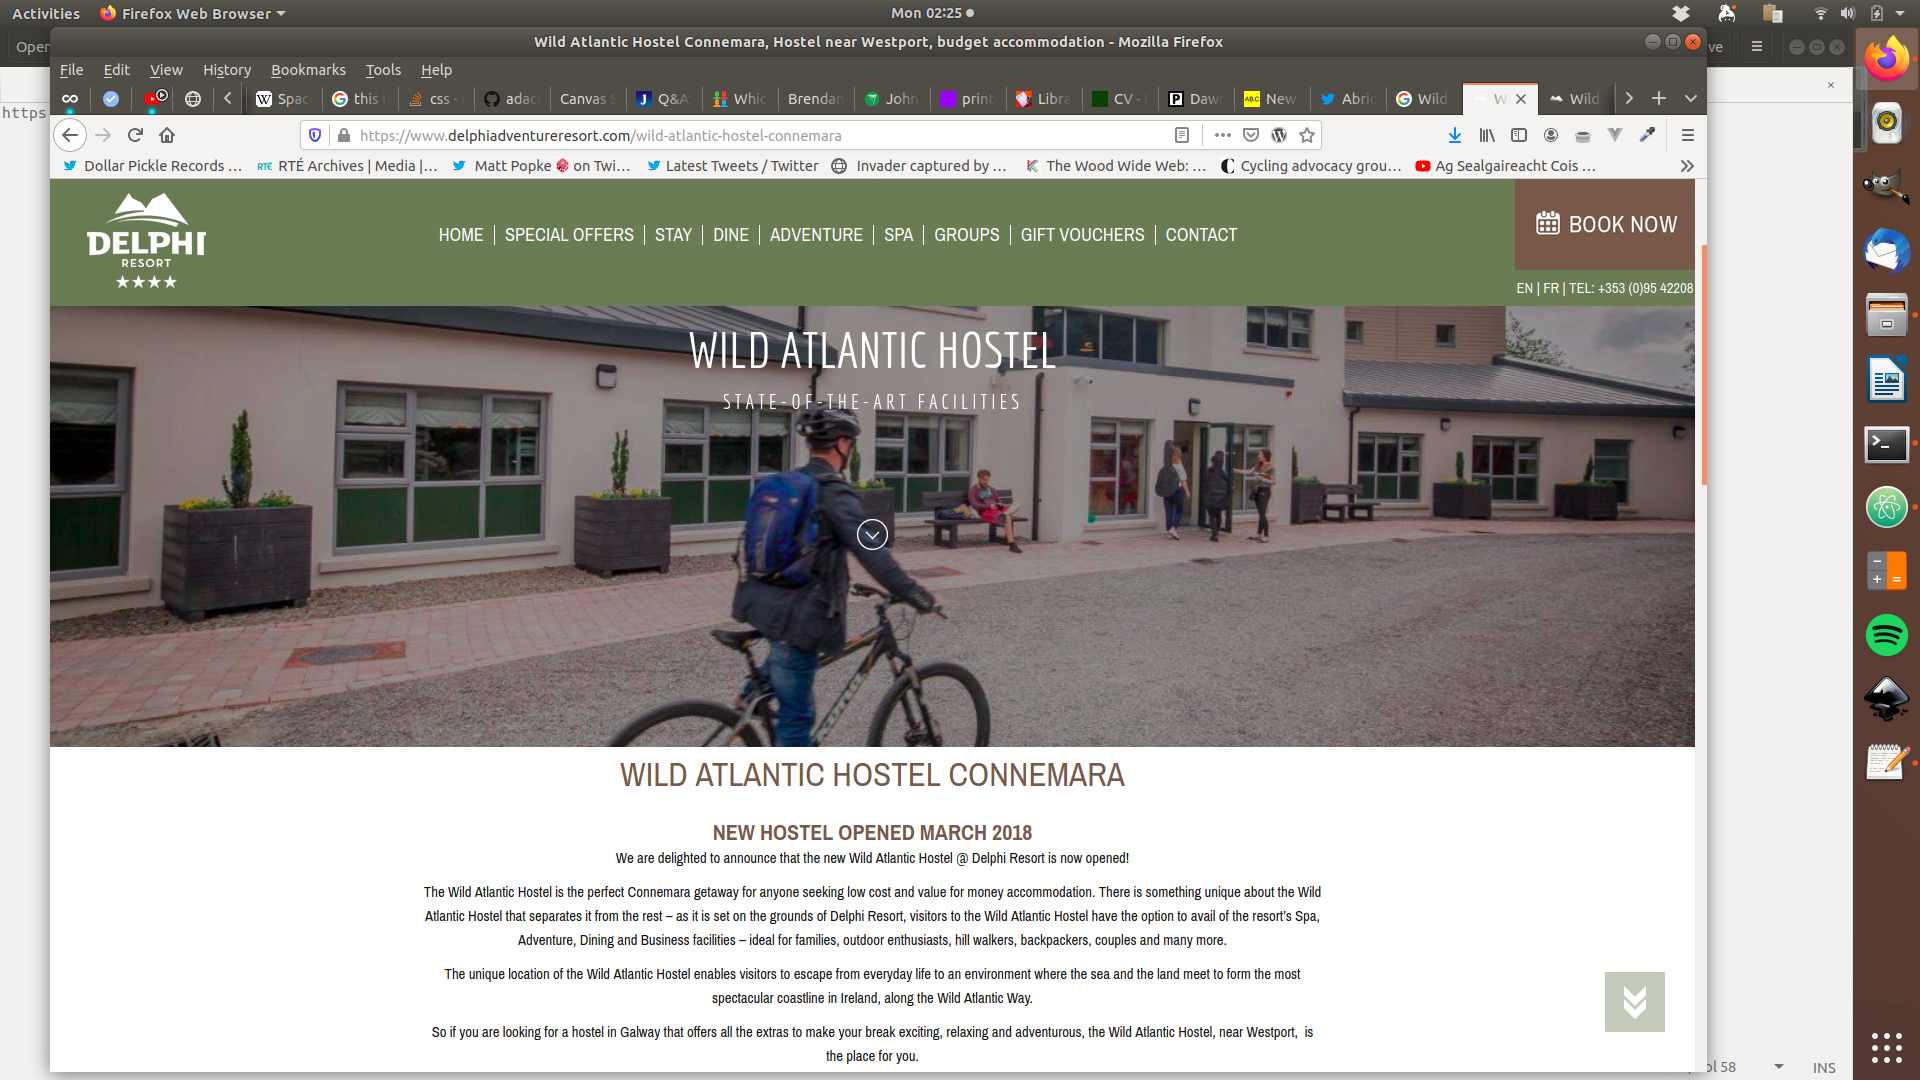 Activities
Firefox Web Browser
Mon 02:25
Open
Wild Atlantic Hostel Connemara, Hostel near Westport, budget accommodation - Mozilla Firefox
File Edit View History Bookmarks Tools Help
Spac
this i
css -
adac
Canvas S
Q&A
Whic
Brendan
John
print
Libra
CV - 
Dawn
New
Abric
Wild
W
Wild
https
https://www.delphiadventureresort.com/wild-atlantic-hostel-connemara
Dollar Pickle Records ...
RTÉ Archives | Media |...
Matt Popke on Twi...
Latest Tweets / Twitter
Invader captured by ...
The Wood Wide Web: ...
Cycling advocacy grou...
Ag Sealgaireacht Cois ...
DELPHI
RESORT
HOME | SPECIAL OFFERS | STAY | DINE | ADVENTURE | SPA | GROUPS | GIFT VOUCHERS | CONTACT
BOOK NOW
EN | FR | TEL: +353 (0)95 42208
WILD ATLANTIC HOSTEL
STATE-OF-THE-ART FACILITIES
WILD ATLANTIC HOSTEL CONNEMARA
NEW HOSTEL OPENED MARCH 2018
We are delighted to announce that the new Wild Atlantic Hostel @ Delphi Resort is now opened!
The Wild Atlantic Hostel is the perfect Connemara getaway for anyone seeking low cost and value for money accommodation. There is something unique about the Wild
Atlantic Hostel that separates it from the rest – as it is set on the grounds of Delphi Resort, visitors to the Wild Atlantic Hostel have the option to avail of the resort's Spa,
Adventure, Dining and Business facilities – ideal for families, outdoor enthusiasts, hill walkers, backpackers, couples and many more.
The unique location of the Wild Atlantic Hostel enables visitors to escape from everyday life to an environment where the sea and the land meet to form the most
spectacular coastline in Ireland, along the Wild Atlantic Way.
So if you are looking for a hostel in Galway that offers all the extras to make your break exciting, relaxing and adventurous, the Wild Atlantic Hostel, near Westport, is
the place for you.
ol 58
INS